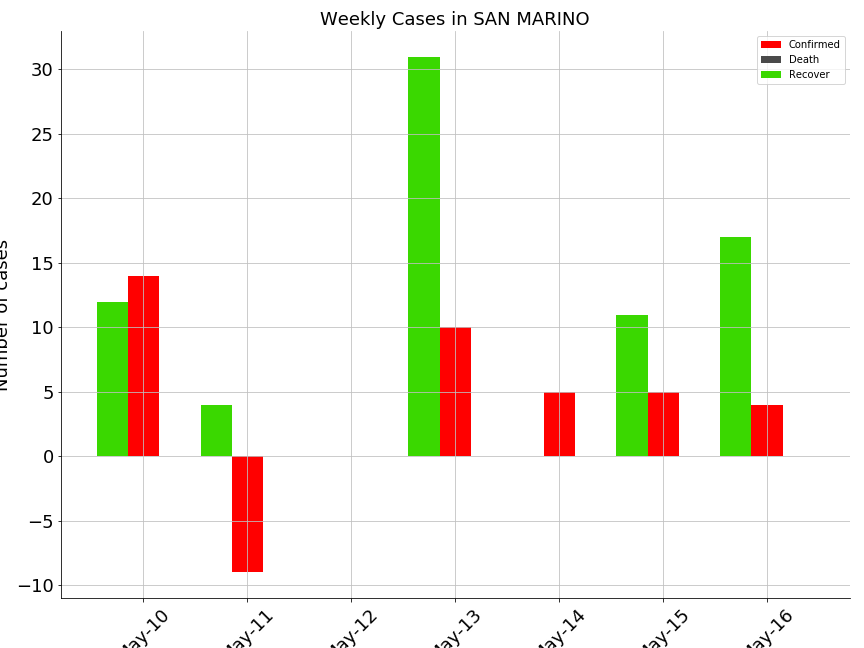 Weekly Cases in SAN MARINO
Confirmed
Death
Recover
Number of cases
30
25
20
15
10
5
0
−5
−10
May-10
May-11
May-12
May-13
May-14
May-15
May-16